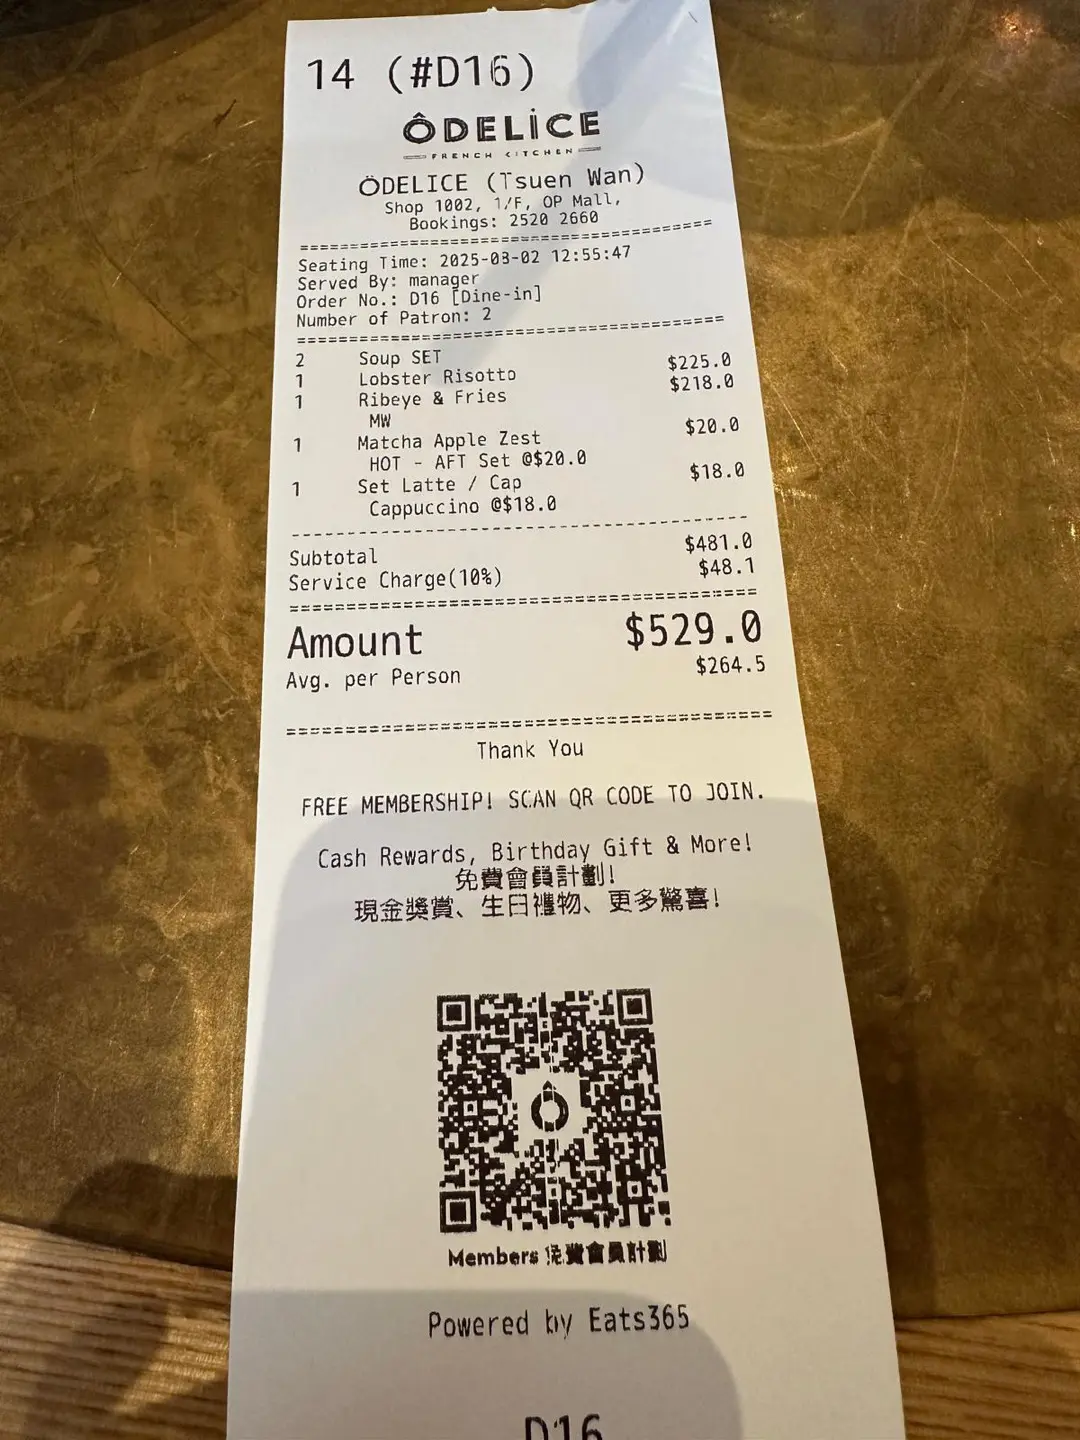 14 (#D16)
ÔDELİCE
FRENCH KITCHEN
ÖDELICE (Tsuen Wan)
Shop 1002, 1/F, OP Mall,
Bookings: 2520 2660
Seating Time: 2025-03-02 12:55:47
Served By: manager
Order No.: D16 [Dine-in]
Number of Patron: 2
2 Soup SET
1 Lobster Risotto $225.0
1 Ribeye & Fries $218.0
MW
1 Matcha Apple Zest $20.0
HOT - AFT Set @$20.0
1 Set Latte / Cap $18.0
Cappuccino @$18.0
Subtotal $481.0
Service Charge(10%) $48.1
Amount $529.0
Avg. per Person $264.5
Thank You
FREE MEMBERSHIP! SCAN QR CODE TO JOIN.
Cash Rewards, Birthday Gift & More!
免費會員計劃!
現金獎賞、生日禮物、更多驚喜!
Ô
Members 免費會員計劃
Powered by Eats365
D16